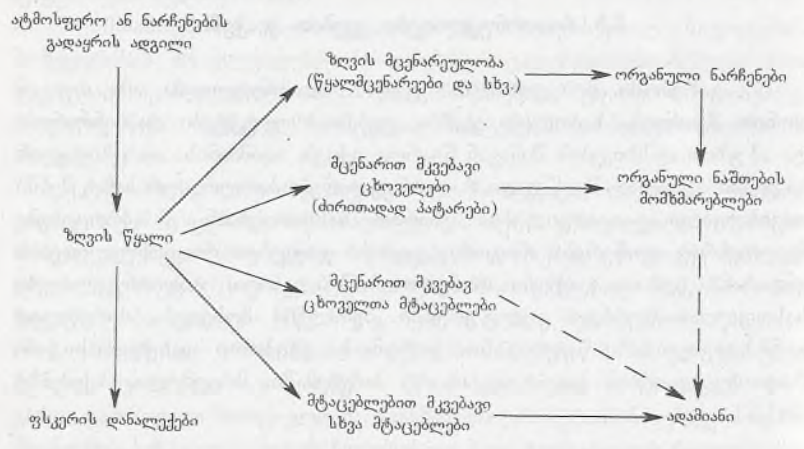 ატმოსფერო ან ნარჩენების
გადაყრის ადვილი
ზღვის მცენარეულობა
(წყალმცენარეები და სხვ.)
ორგანული ნარჩენები
მცენარით მკვებავი
ცხოველები
(ძირითადად პატარები)
ორგანული ნაშთების
მომხმარებლები
ზღვის წყალი
მცენარით მკვებავ
ცხოველთა მტაცებლები
ფსკერის დანალექები
მტაცებლებით მკვებავი
სხვა მტაცებლები
ადამიანი